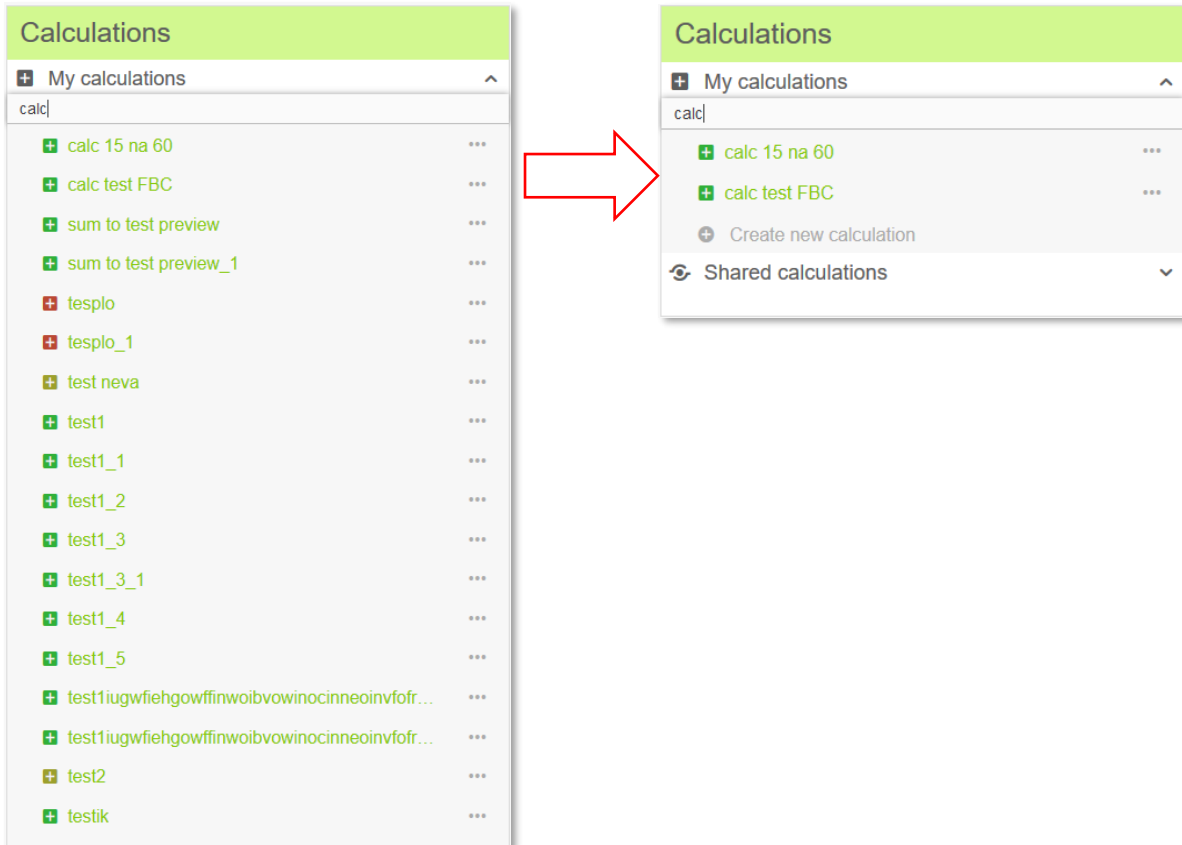 Calculations
My calculations
calc
calc 15 na 60
calc test FBC
sum to test preview
sum to test preview_1
tesplo
tesplo_1
test neva
test1
test1_1
test1_2
test1_3
test1_3_1
test1_4
test1_5
test1iugwfiehgowffinwoibvowinocinneoinvfofr...
test1iugwfiehgowffinwoibvowinocinneoinvfofr...
test2
testik
Calculations
My calculations
calc
calc 15 na 60
calc test FBC
Create new calculation
Shared calculations